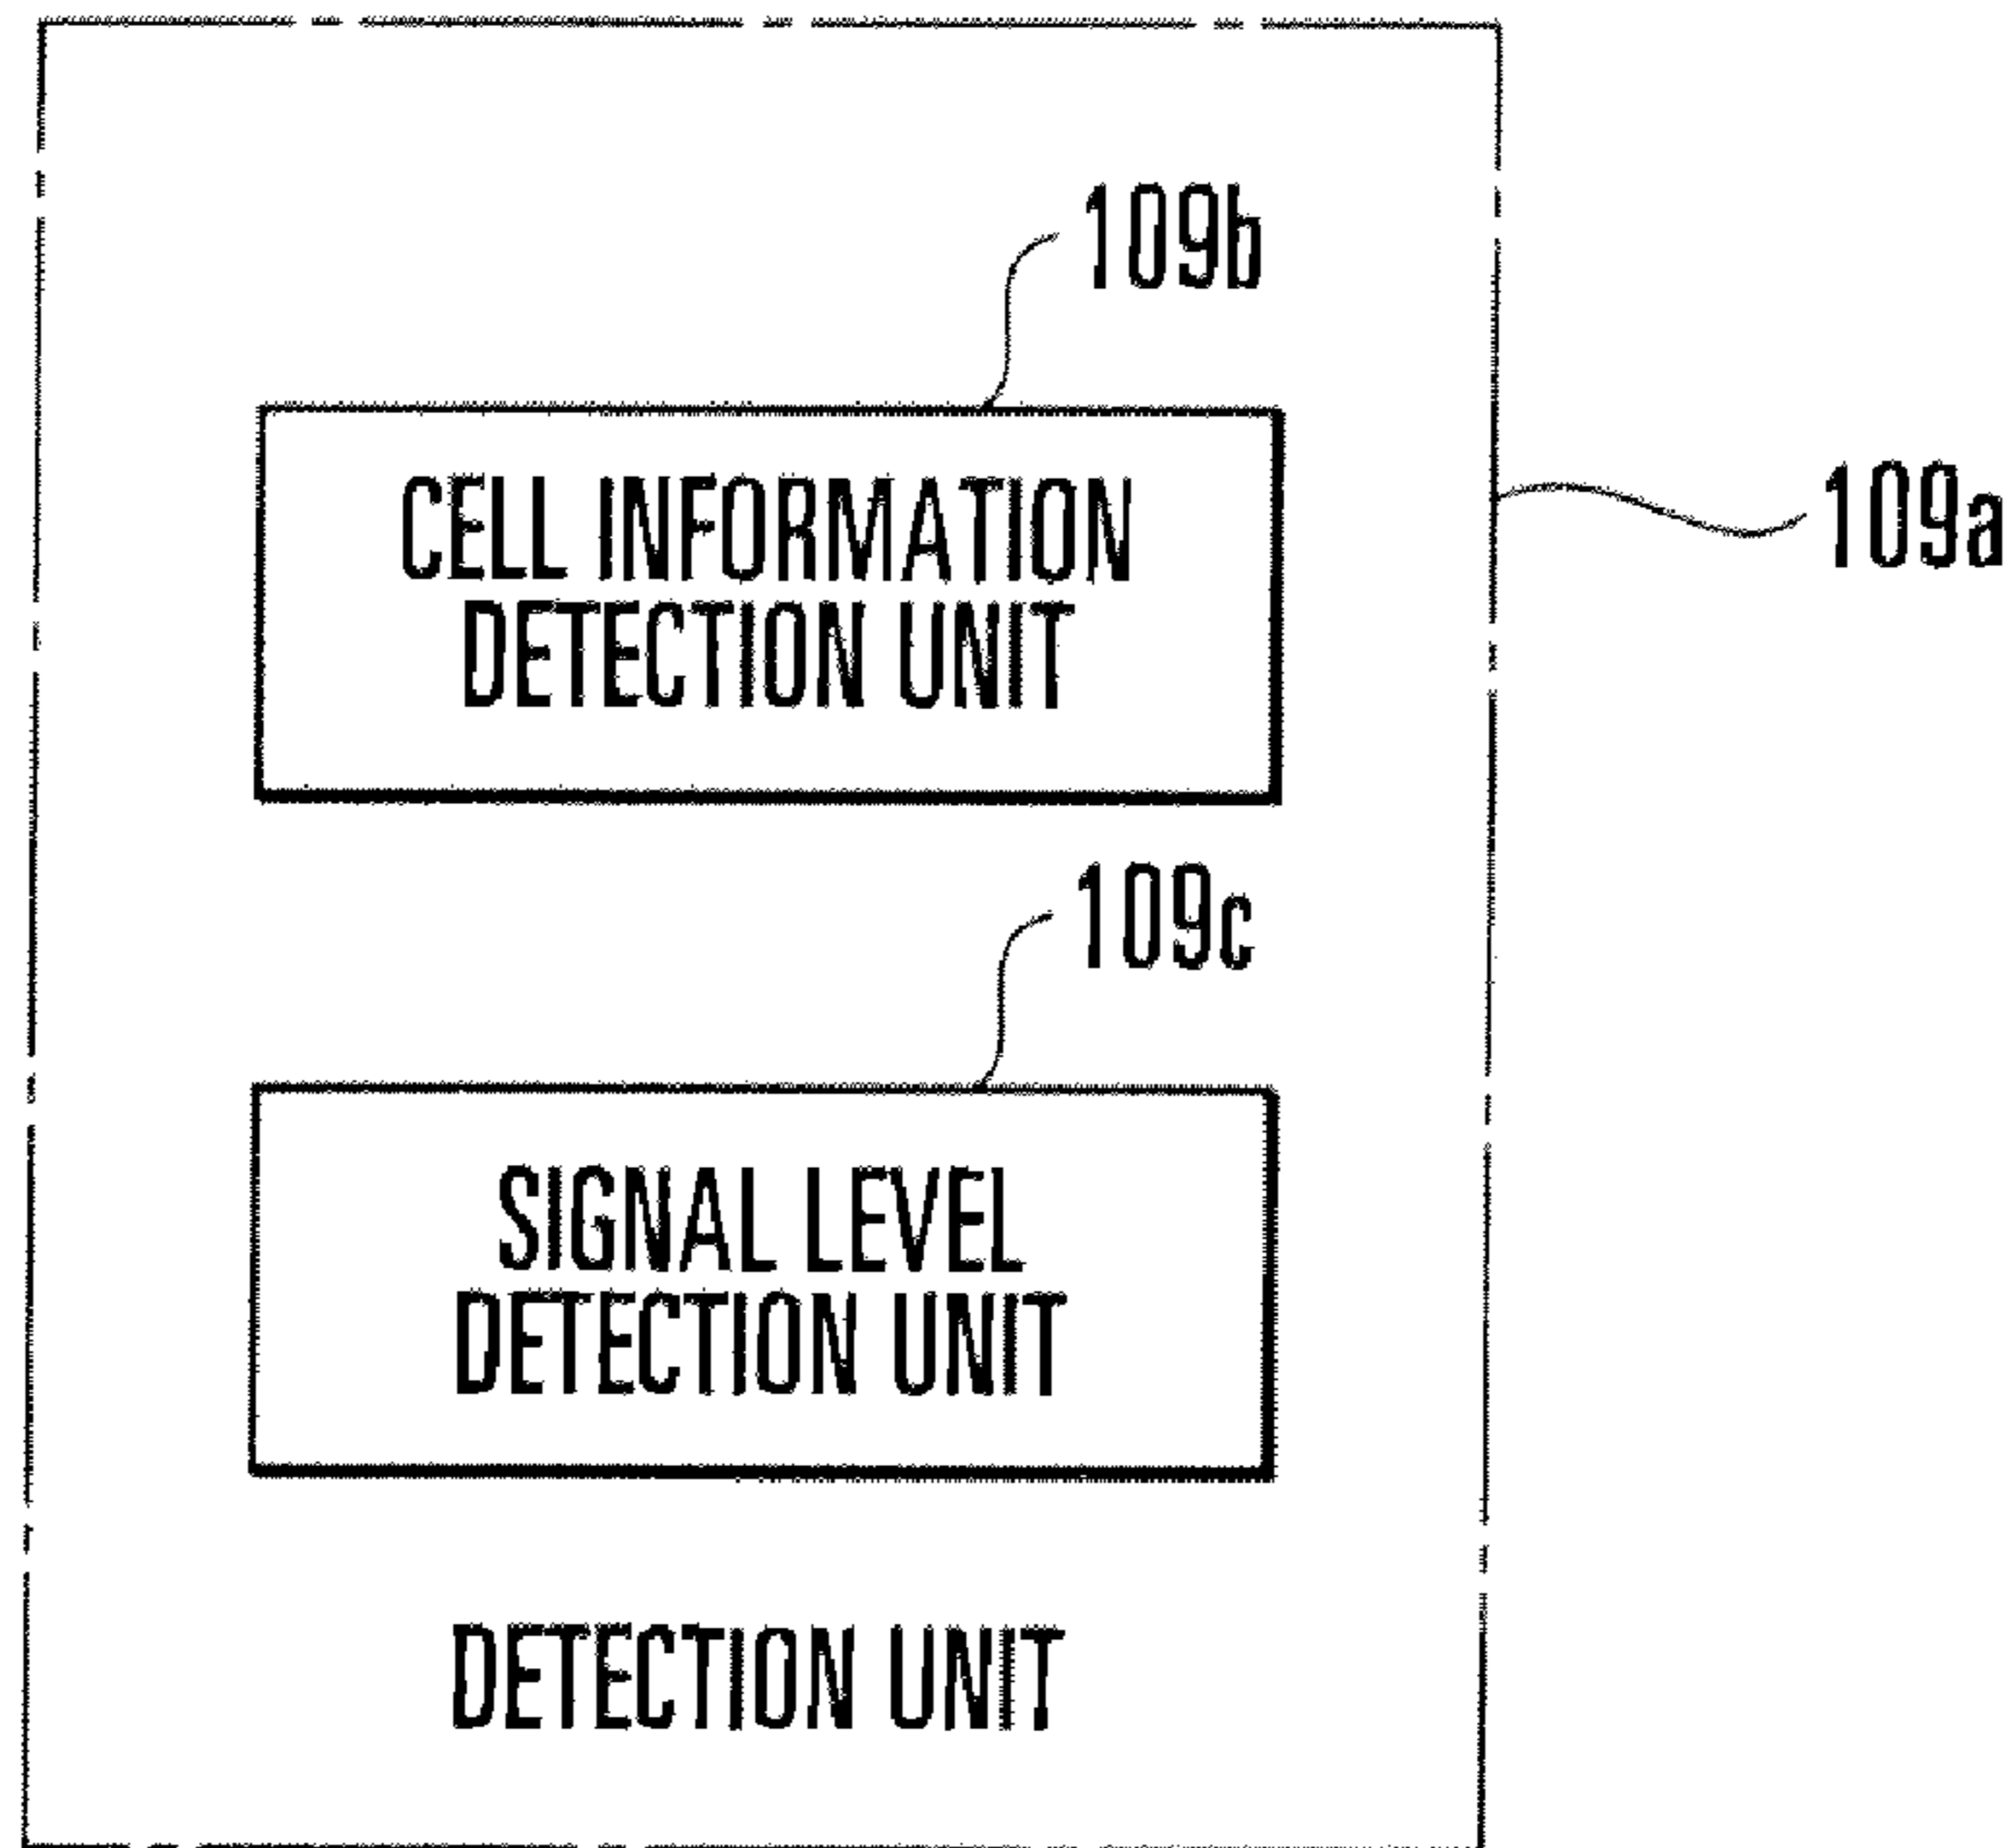 109b
CELL INFORMATION
DETECTION UNIT
109a
109c
SIGNAL LEVEL
DETECTION UNIT
DETECTION UNIT